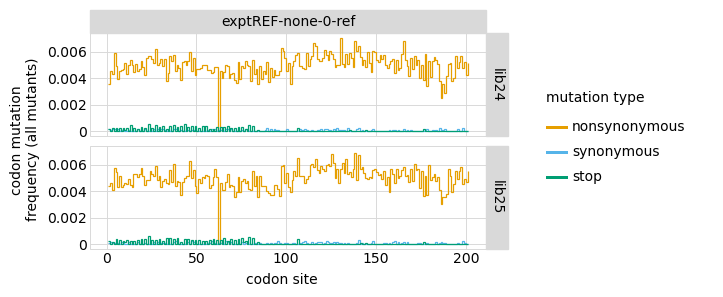 exptREF-none-0-ref
codon mutation
frequency (all mutants)
0.006
0.004
0.002
0
lib24
0.006
0.004
0.002
0
lib25
0
50
100
150
200
codon site
mutation type
nonsynonymous
synonymous
stop